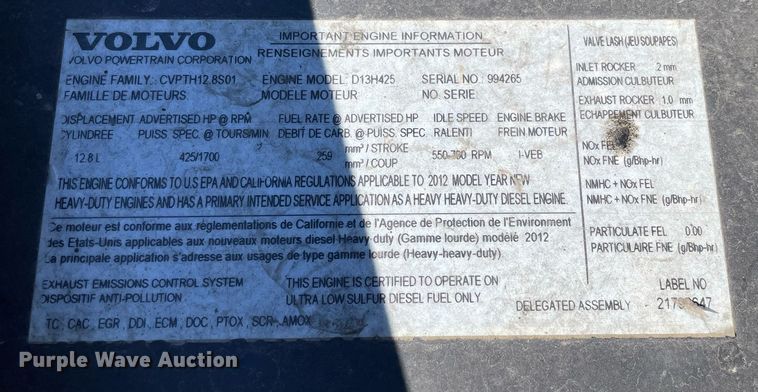 VOLVO
VOLVO POWERTRAIN CORPORATION
IMPORTANT ENGINE INFORMATION
RENSEIGNEMENTS IMPORTANTS MOTEUR
ENGINE FAMILY: CVPTH12.8S01 ENGINE MODEL: D13H425 SERIAL NO: 994265
FAMILLE DE MOTEURS: MODÈLE MOTEUR NO. SERIE:
DISPLACEMENT ADVERTISED HP @ RPM FUEL RATE @ ADVERTISED HP IDLE SPEED ENGINE BRAKE
CYLINDREE PUISS. SPEC. @ TOURS/MIN DEBIT DE CARB. @ PUISS. SPEC. RALENTI FREIN MOTEUR
12.8 L 425/1700 259 mm³ / STROKE 550-700 RPM I-VEB
mm³ / COUP
THIS ENGINE CONFORMS TO U.S EPA AND CALIFORNIA REGULATIONS APPLICABLE TO 2012 MODEL YEAR NEW
HEAVY-DUTY ENGINES AND HAS A PRIMARY INTENDED SERVICE APPLICATION AS A HEAVY HEAVY-DUTY DIESEL ENGINE.
Ce moteur est conforme aux réglementations de Californie et de l'Agence de Protection de l'Environment
des Etats-Unis applicables aux nouveaux moteurs diesel Heavy duty (Gamme lourde) modèle 2012
La principale application s'adresse aux usages de type gamme lourde (Heavy-heavy-duty)
EXHAUST EMISSIONS CONTROL SYSTEM
DISPOSITIF ANTI-POLLUTION
THIS ENGINE IS CERTIFIED TO OPERATE ON
ULTRA LOW SULFUR DIESEL FUEL ONLY.
TC, CAC, EGR, DDI, ECM, DOC, PTOX, SCR, AMOX
VALVE LASH (JEU SOUPAPES)
INLET ROCKER .2 mm
ADMISSION CULBUTEUR
EXHAUST ROCKER 1.0 mm
ECHAPPEMENT CULBUTEUR
NOx FEL
NOx FNE (g/Bhp-hr)
NMHC + NOx FEL
NMHC + NOx FNE (g/Bhp-hr)
PARTICULATE FEL 0.00
PARTICULAIRE FNE (g/Bhp-hr)
LABEL NO
DELEGATED ASSEMBLY
Purple Wave Auction